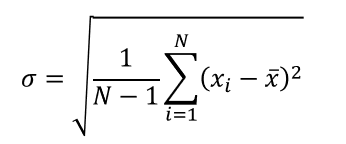 σ = √(1/(N − 1) ∑_{i=1}^{N} (x_i − x̄)²)